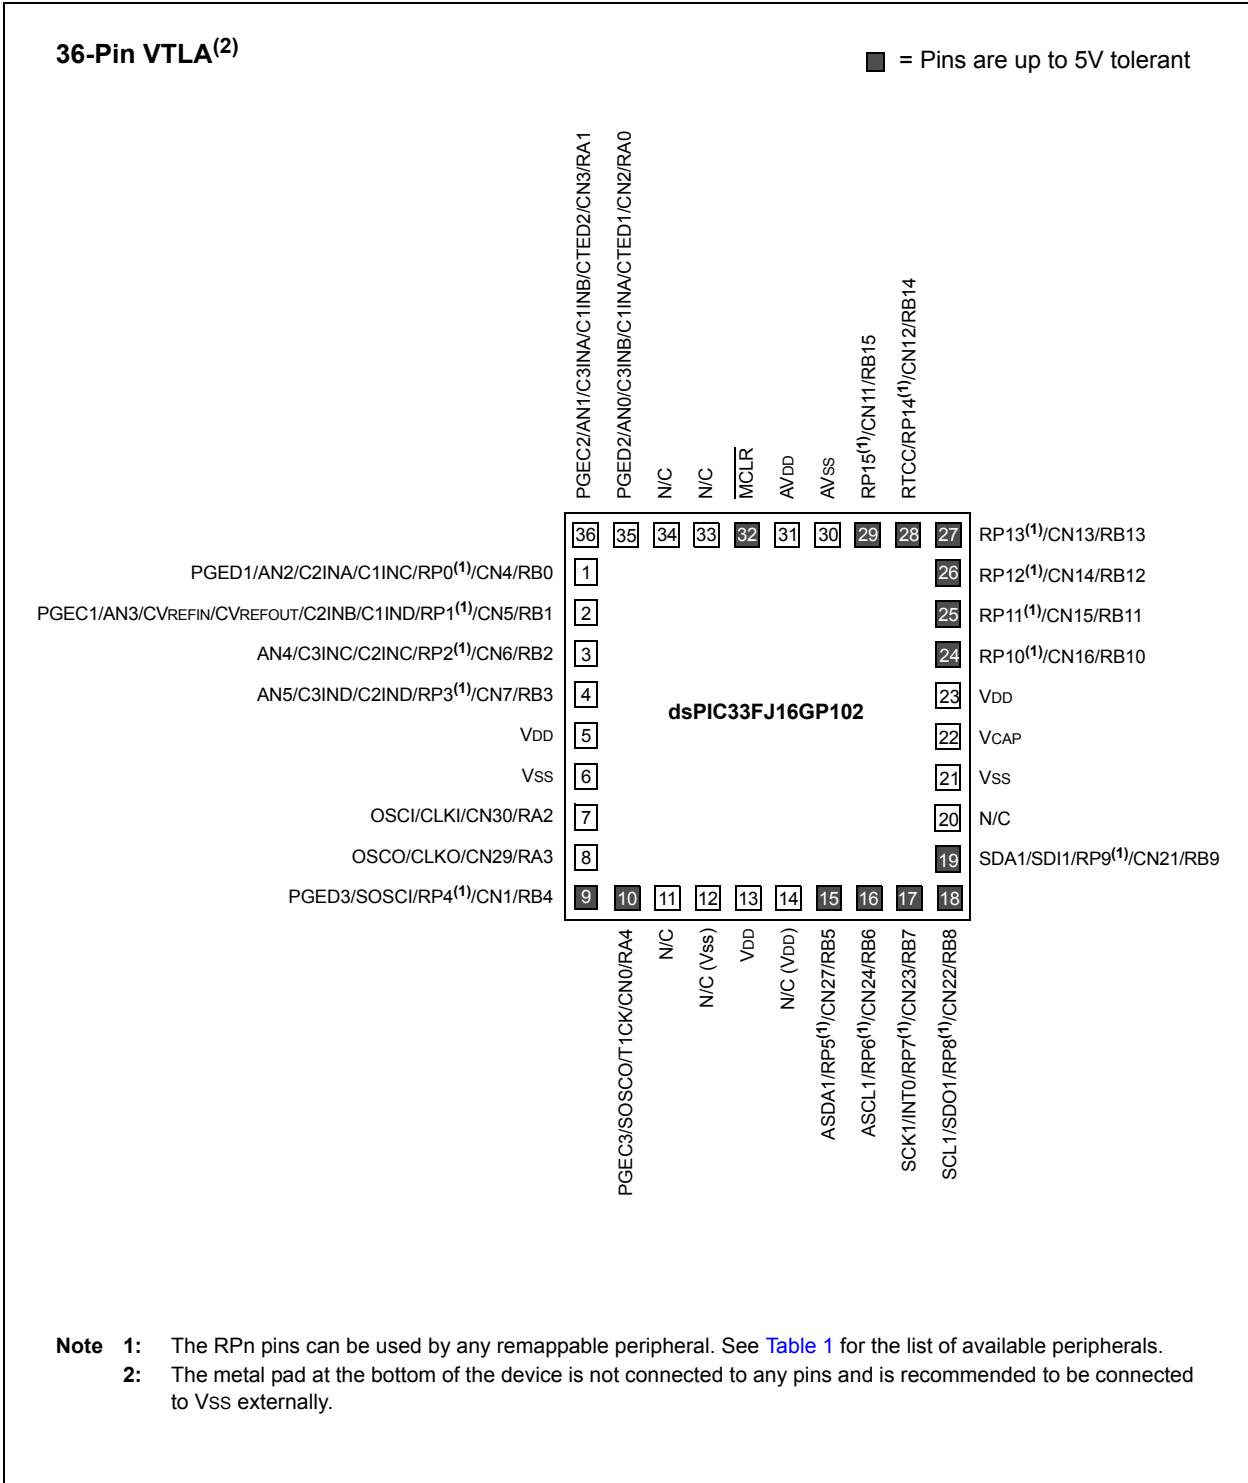 36-Pin VTLA(2)
= Pins are up to 5V tolerant
PGEC2/AN1/C3INA/C1INB/CTED2/CN3/RA1
PGED2/AN0/C3INB/C1INA/CTED1/CN2/RA0
N/C
N/C
MCLR
AVDD
AVSS
RP15(1)/CN11/RB15
RTCC/RP14(1)/CN12/RB14
36 35 34 33 32 31 30 29 28 27 RP13(1)/CN13/RB13
PGED1/AN2/C2INA/C1INC/RP0(1)/CN4/RB0 1 26 RP12(1)/CN14/RB12
PGEC1/AN3/CVREFIN/CVREFOUT/C2INB/C1IND/RP1(1)/CN5/RB1 2 25 RP11(1)/CN15/RB11
AN4/C3INC/C2INC/RP2(1)/CN6/RB2 3 24 RP10(1)/CN16/RB10
AN5/C3IND/C2IND/RP3(1)/CN7/RB3 4 23 VDD
dsPIC33FJ16GP102
VDD 5 22 VCAP
VSS 6 21 VSS
OSCI/CLKI/CN30/RA2 7 20 N/C
OSCO/CLKO/CN29/RA3 8 19 SDA1/SDI1/RP9(1)/CN21/RB9
PGED3/SOSCI/RP4(1)/CN1/RB4 9 10 11 12 13 14 15 16 17 18
PGEC3/SOSCO/T1CK/CN0/RA4
N/C
N/C (Vss)
VDD
N/C (VDD)
ASDA1/RP5(1)/CN27/RB5
ASCL1/RP6(1)/CN24/RB6
SCK1/INT0/RP7(1)/CN23/RB7
SCL1/SDO1/RP8(1)/CN22/RB8
Note 1: The RPn pins can be used by any remappable peripheral. See Table 1 for the list of available peripherals.
2: The metal pad at the bottom of the device is not connected to any pins and is recommended to be connected
to VSS externally.